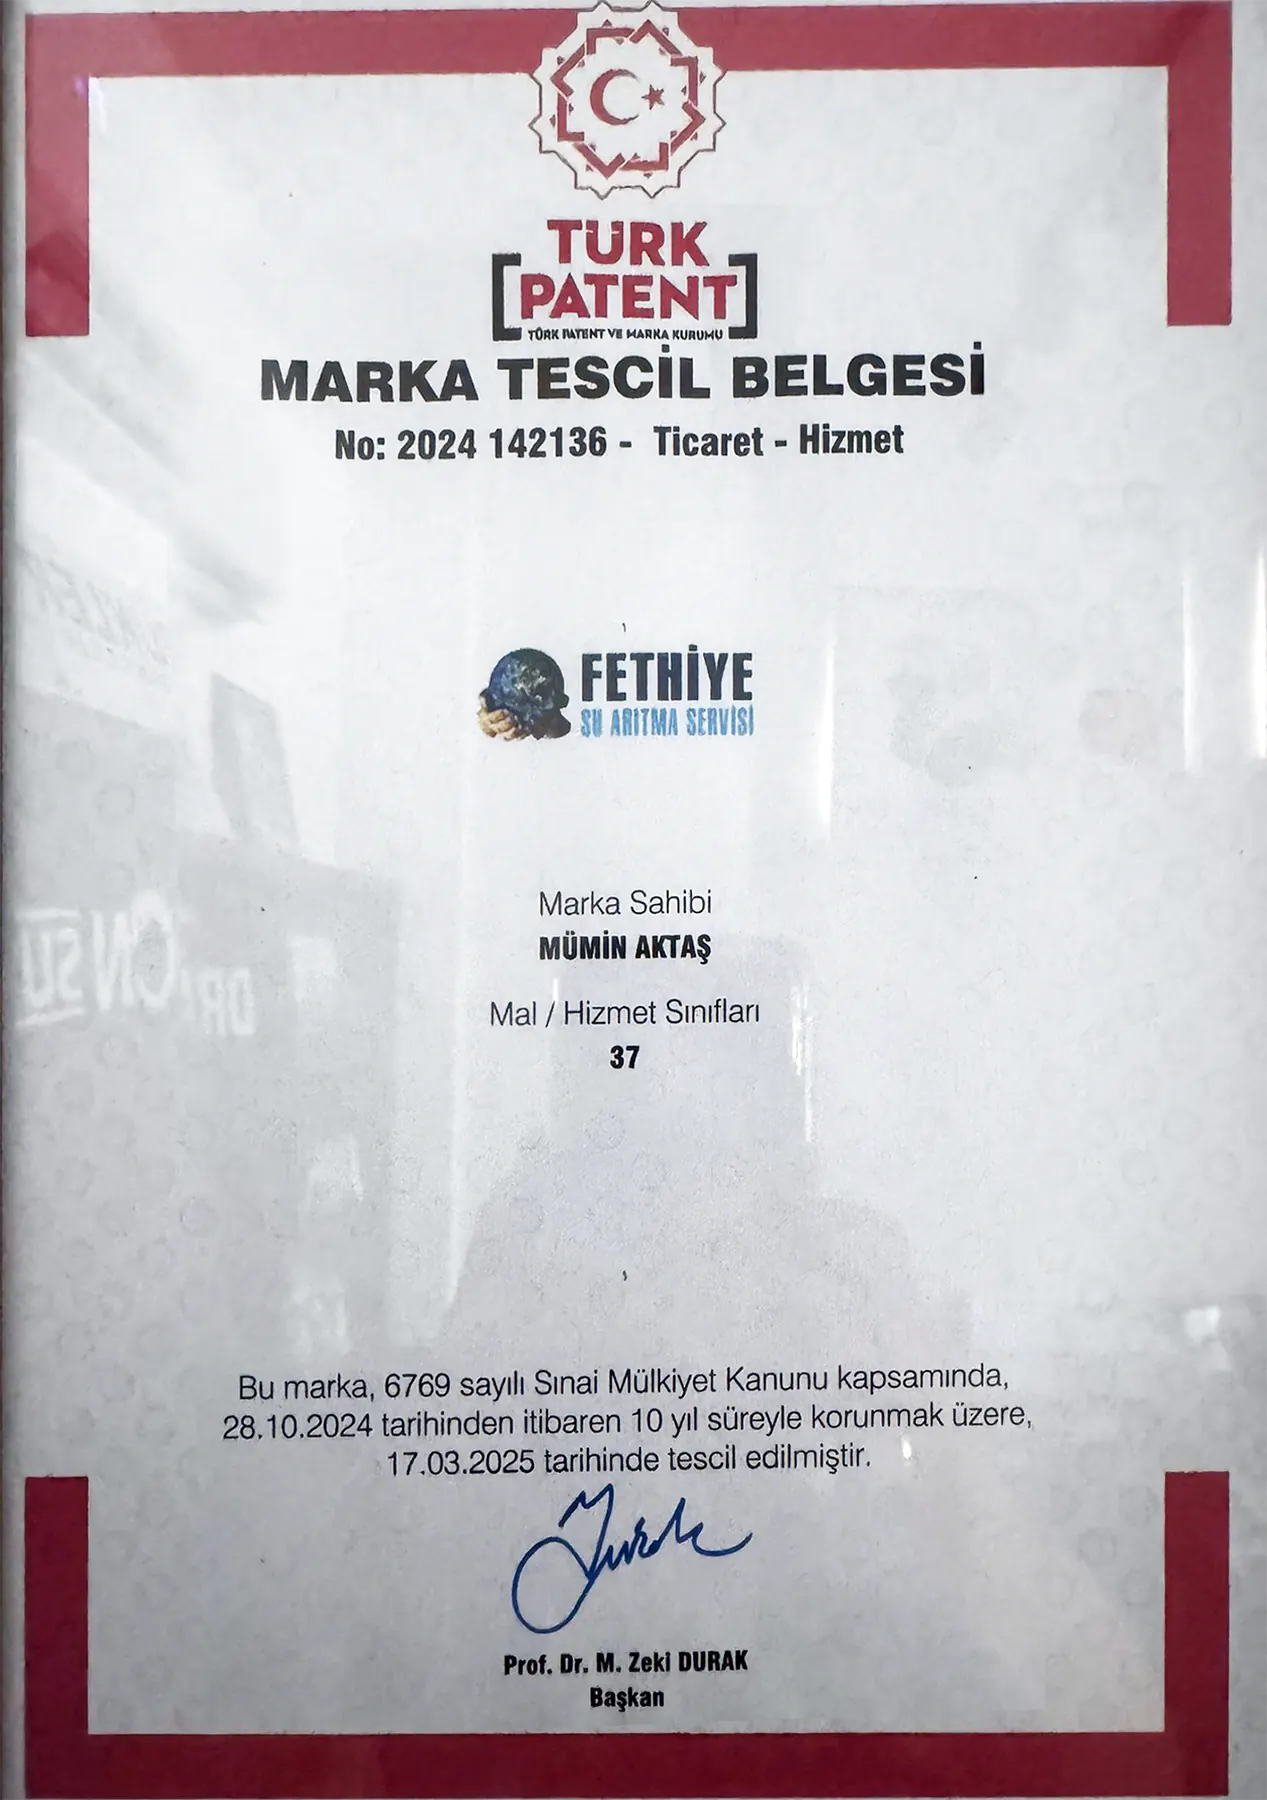 TÜRK
PATENT
TÜRK PATENT VE MARKA KURUMU
MARKA TESCİL BELGESİ
No: 2024 142136 - Ticaret - Hizmet
FETHİYE
SU ARITMA SERVİSİ
Marka Sahibi
MÜMİN AKTAŞ
Mal / Hizmet Sınıfları
37
Bu marka, 6769 sayılı Sınai Mülkiyet Kanunu kapsamında,
28.10.2024 tarihinden itibaren 10 yıl süreyle korunmak üzere,
17.03.2025 tarihinde tescil edilmiştir.
Prof. Dr. M. Zeki DURAK
Başkan